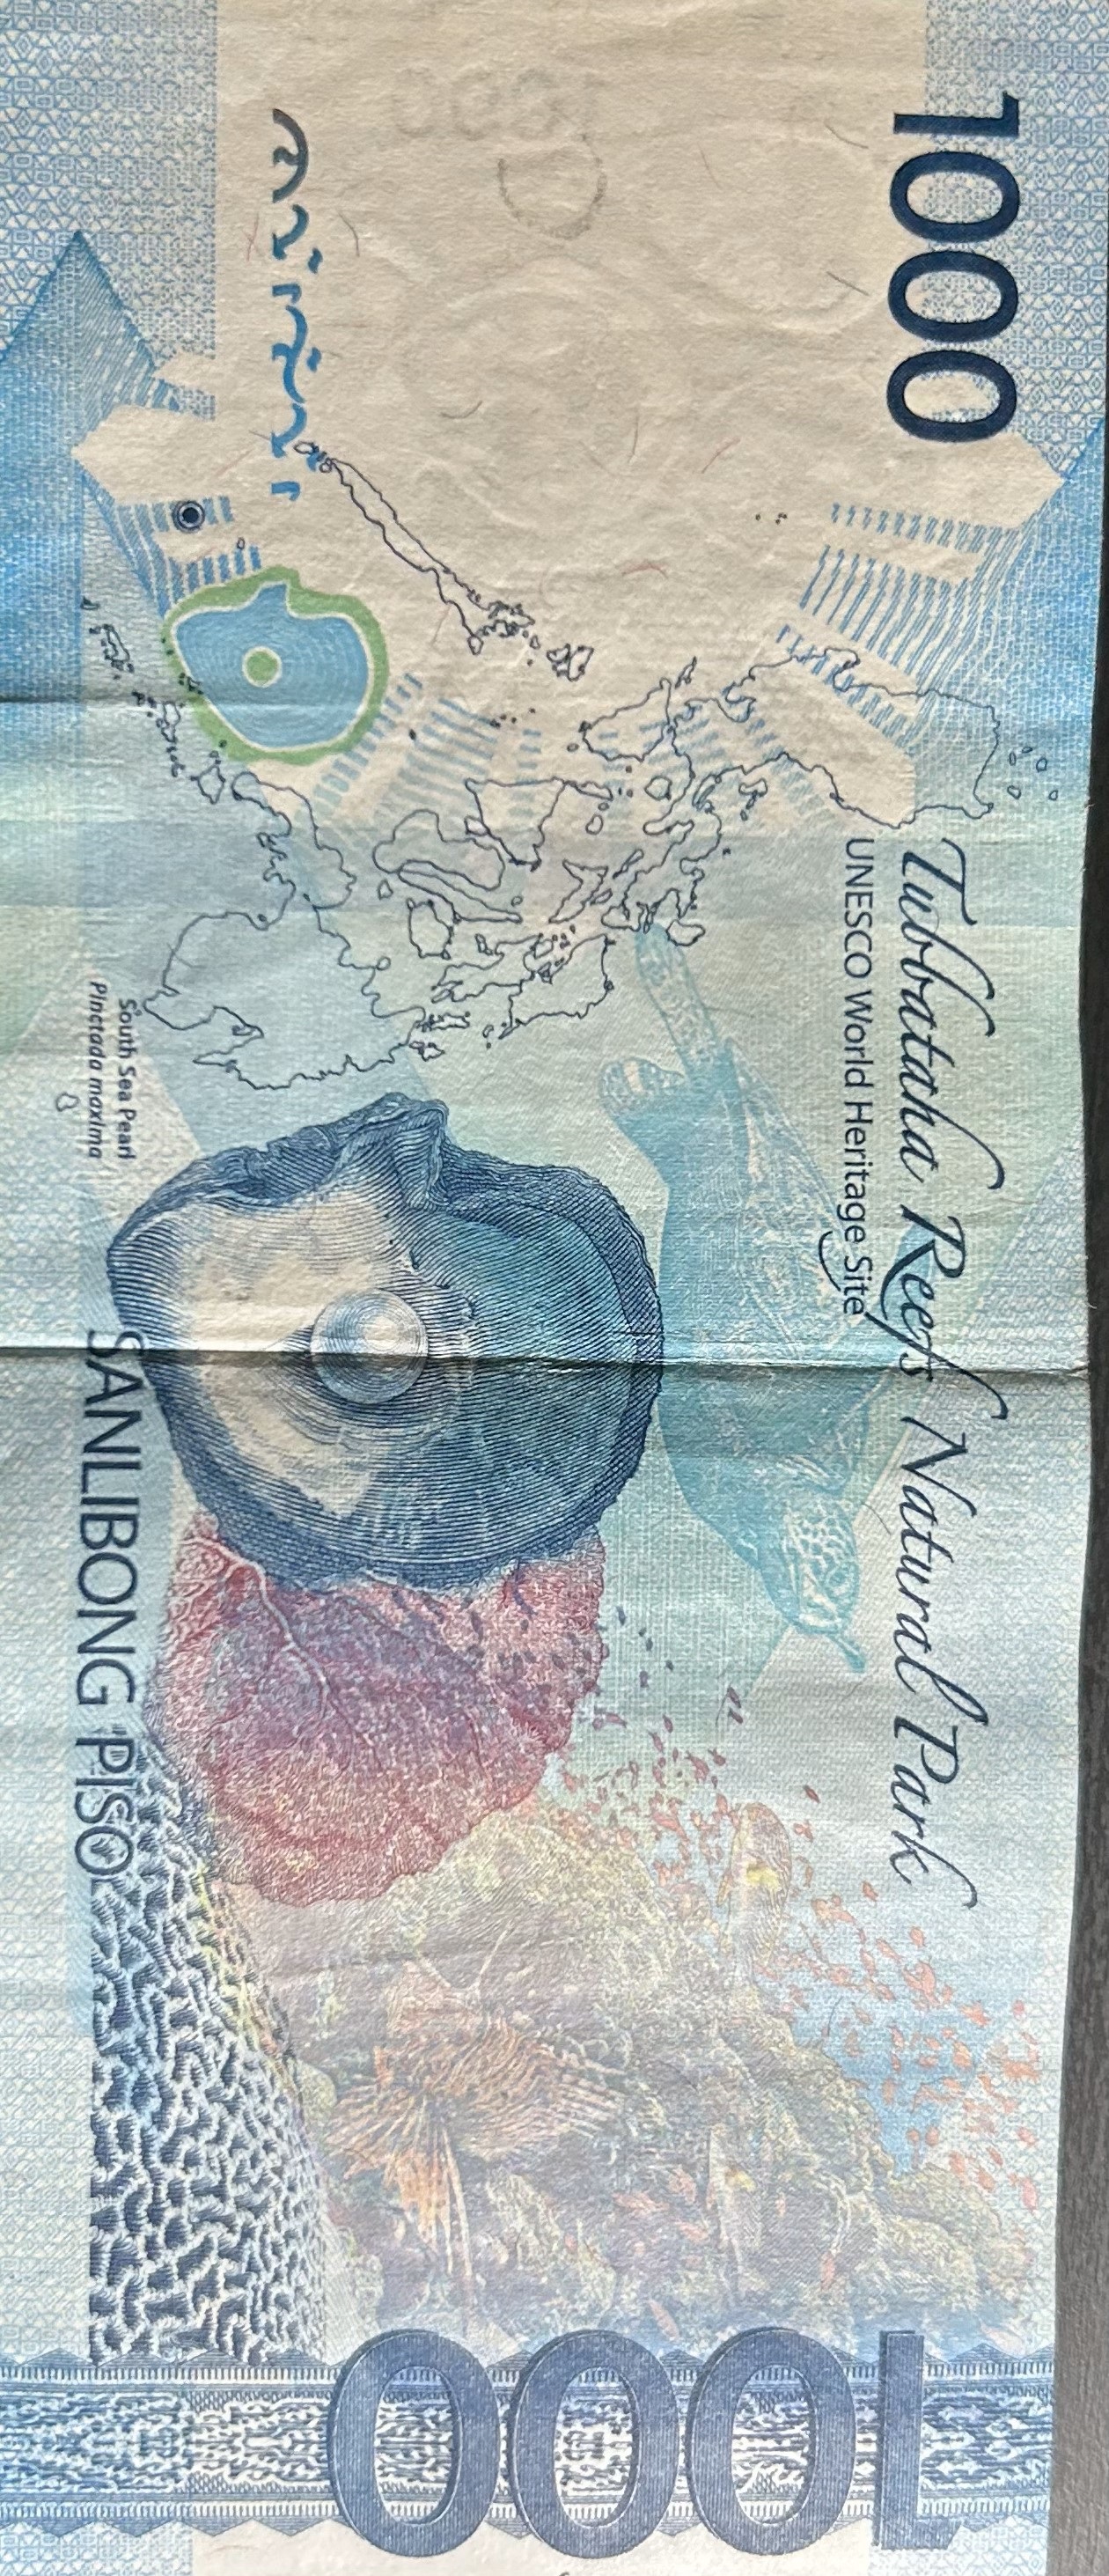 1000
Tubbataha Reefs Natural Park
UNESCO World Heritage Site
South Sea Pearl
Pinctada maxima
SANLIBONG PISO
1000